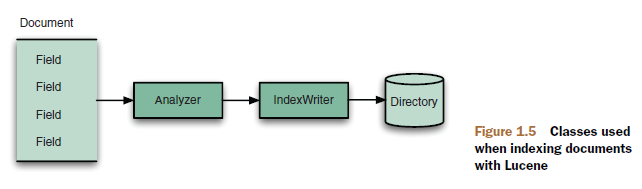 Document
Field
Field
Field
Field
Analyzer
IndexWriter
Directory
Figure 1.5 Classes used
when indexing documents
with Lucene